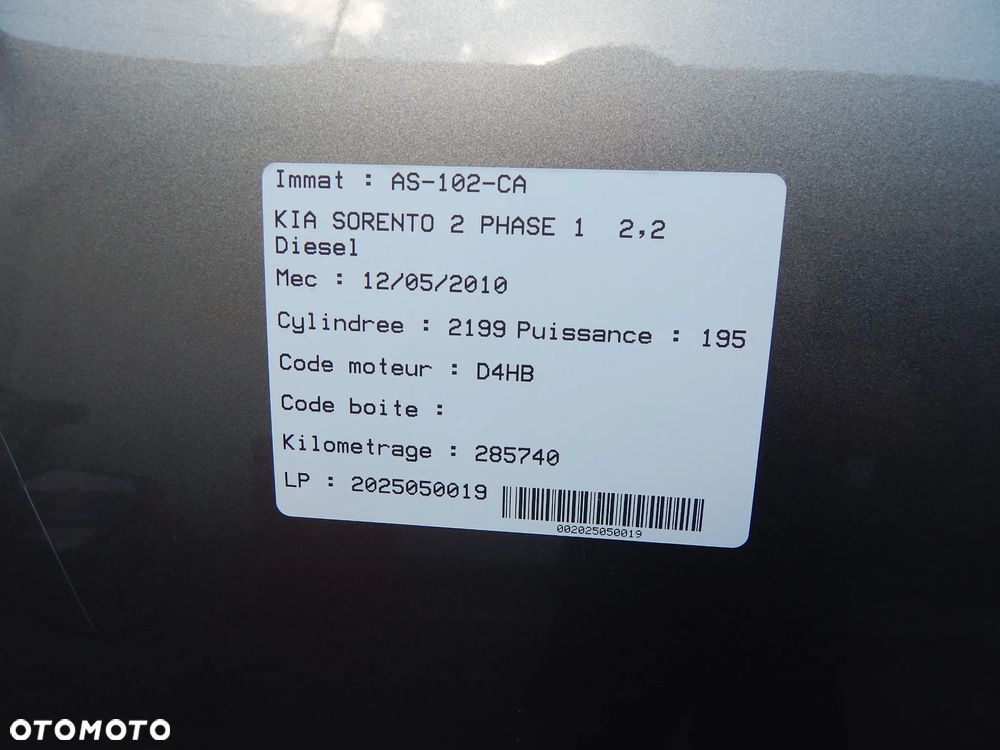 Immat : AS-102-CA
KIA SORENTO 2 PHASE 1 2,2
Diesel
Mec : 12/05/2010
Cylindree : 2199 Puissance : 195
Code moteur : D4HB
Code boite :
Kilometrage : 285740
LP : 2025050019
002025050019
OTOMOTO